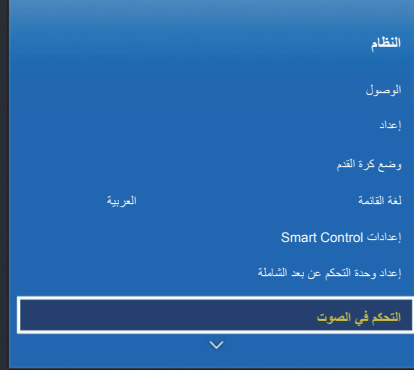 النظام
الوصول
إعداد
وضع كرة القدم
لغة القائمة العربية
إعدادات Smart Control
إعداد وحدة التحكم عن بعد الشاملة
التحكم في الصوت